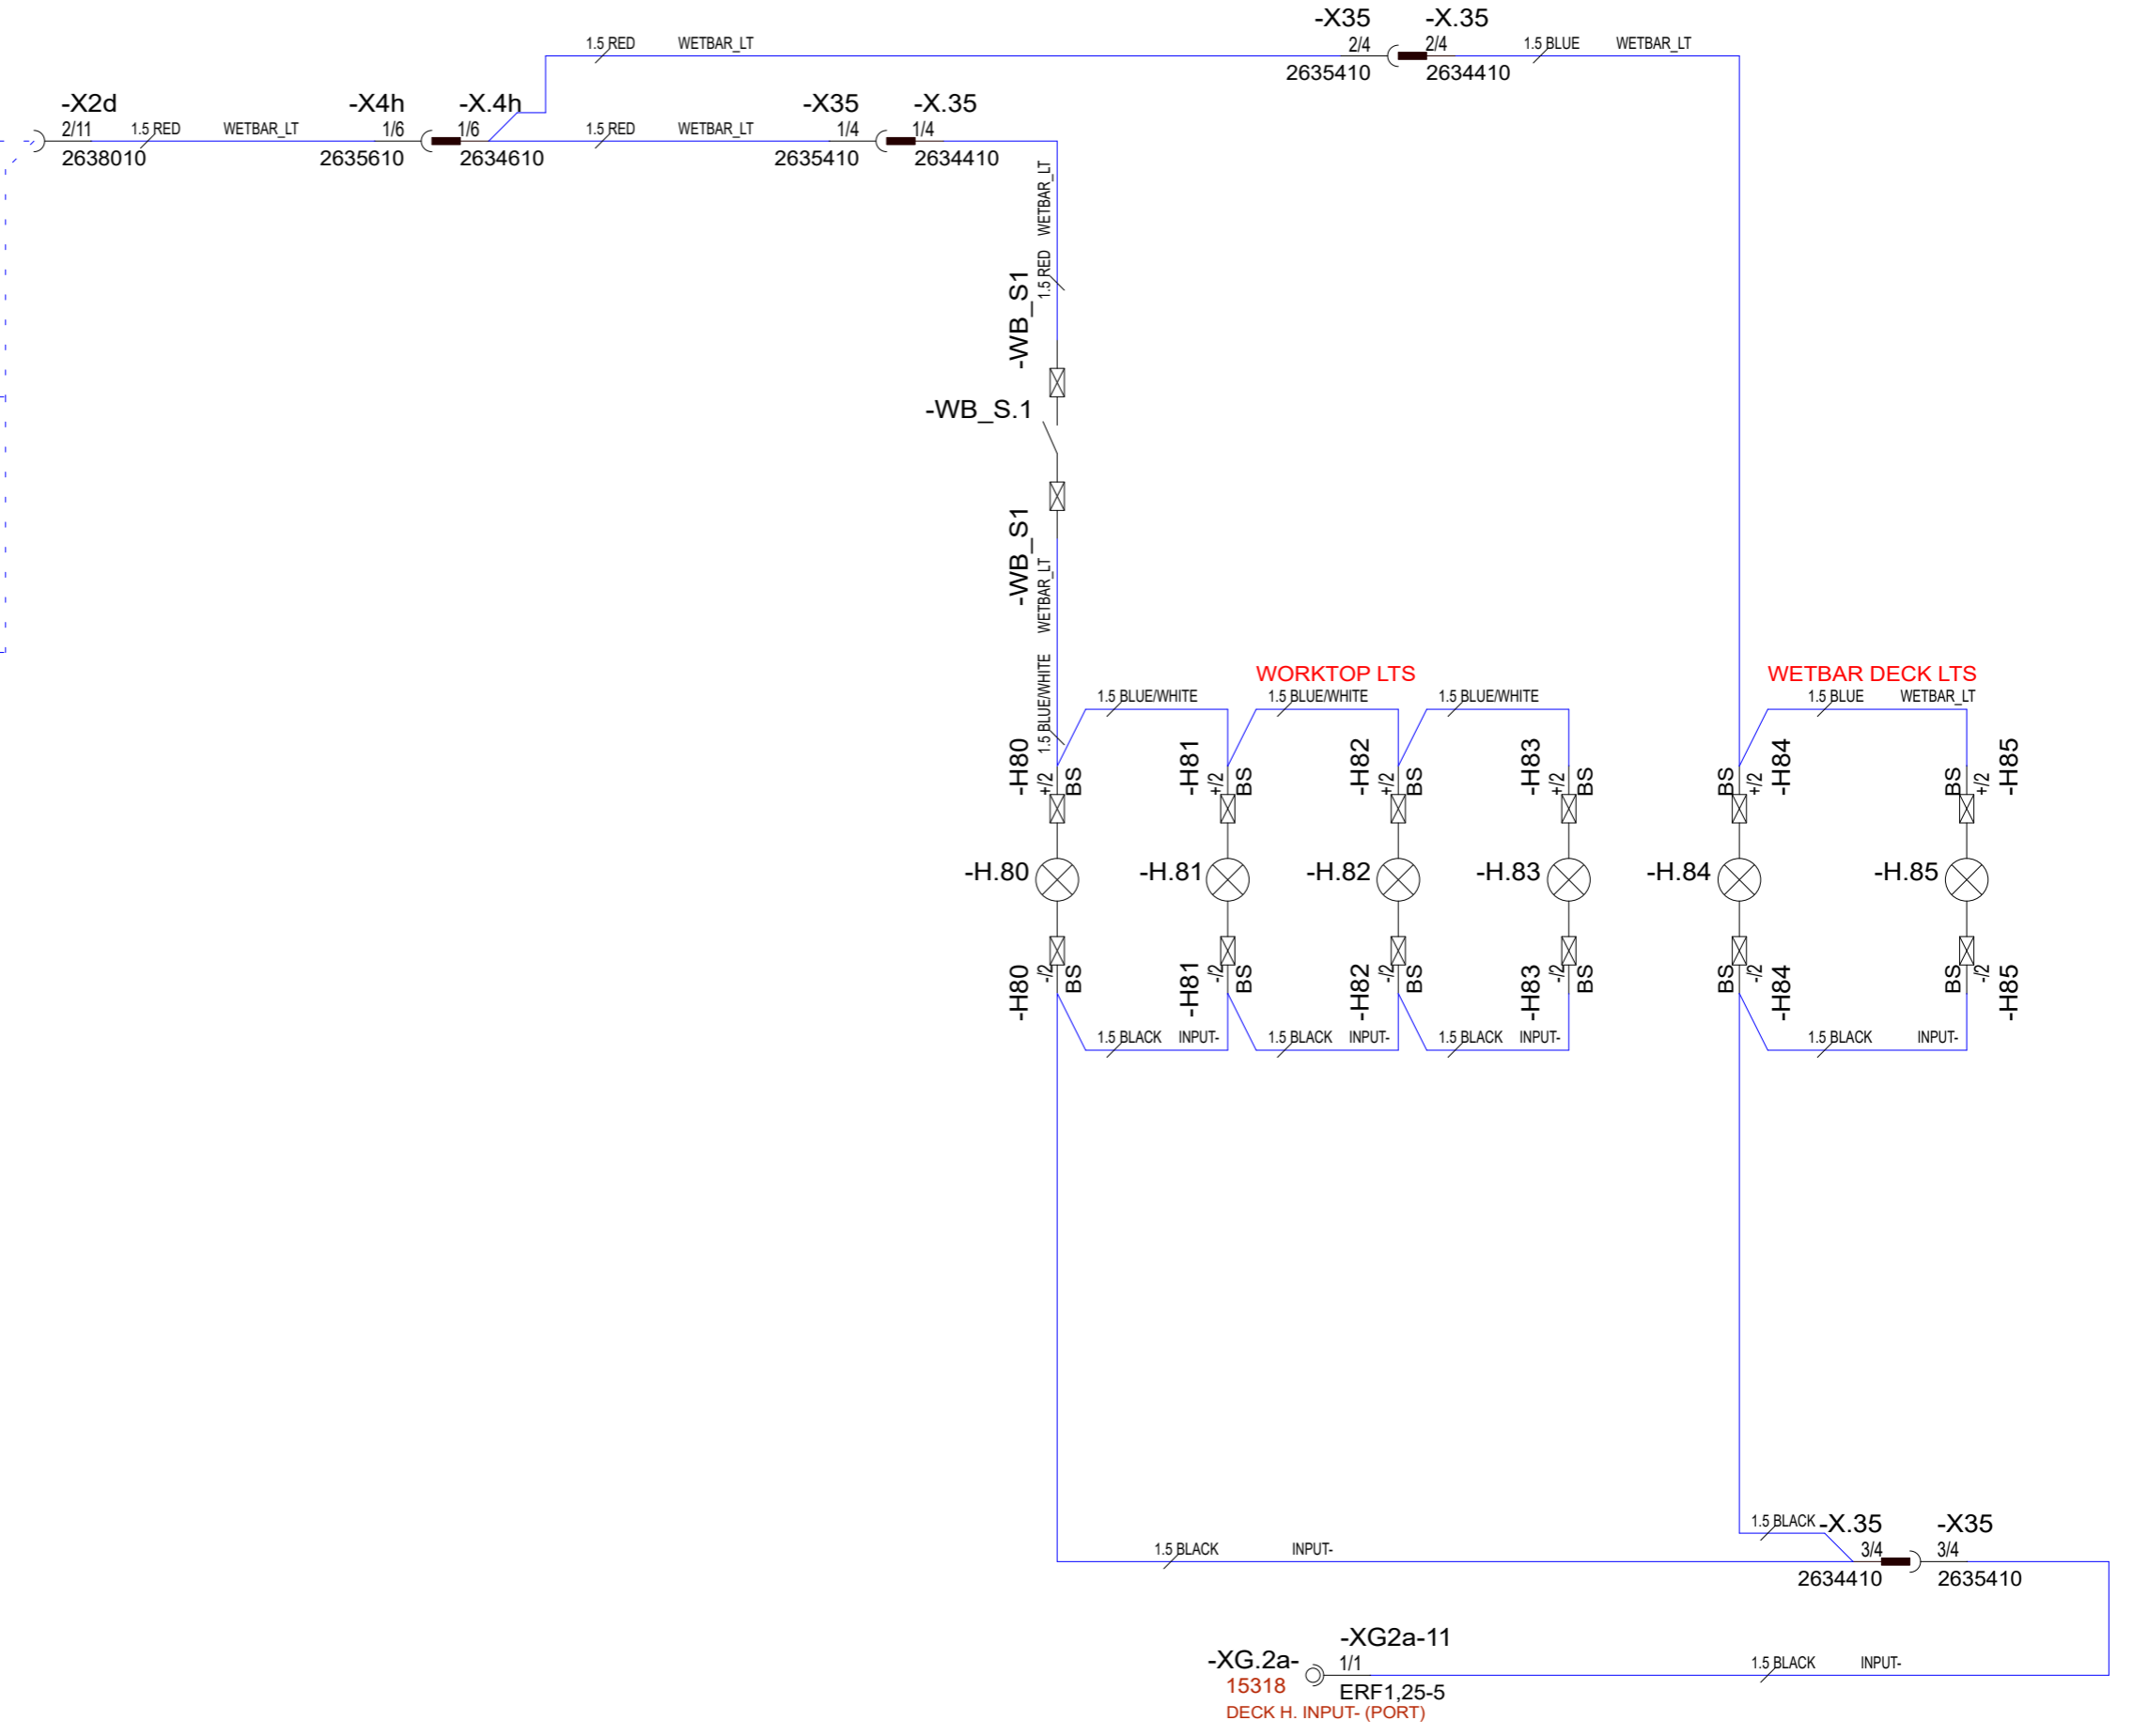 -X35 -X.35
1.5 RED WETBAR_LT 2/4 2/4 1.5 BLUE WETBAR_LT
2635410 2634410
-X2d -X4h -X.4h -X35 -X.35
2/11 1.5 RED WETBAR_LT 1/6 1/6 1.5 RED WETBAR_LT 1/4 1/4
2638010 2635610 2634610 2635410 2634410
1.5 RED WETBAR_LT
-WB_S1
-WB_S.1
-WB_S1
1.5 BLUE/WHITE WETBAR_LT
WORKTOP LTS WETBAR DECK LTS
1.5 BLUE/WHITE 1.5 BLUE/WHITE 1.5 BLUE/WHITE 1.5 BLUE WETBAR_LT
-H80 +/2 BS -H81 +/2 BS -H82 +/2 BS -H83 +/2 BS BS +/2 -H84 BS +/2 -H85
-H.80 -H.81 -H.82 -H.83 -H.84 -H.85
-H80 -/2 BS -H81 -/2 BS -H82 -/2 BS -H83 -/2 BS BS -/2 -H84 BS -/2 -H85
1.5 BLACK INPUT- 1.5 BLACK INPUT- 1.5 BLACK INPUT- 1.5 BLACK INPUT-
1.5 BLACK -X.35 -X35
1.5 BLACK INPUT- 3/4 3/4
2634410 2635410
-XG2a-11
-XG.2a- 1/1 1.5 BLACK INPUT-
15318 ERF1,25-5
DECK H. INPUT- (PORT)